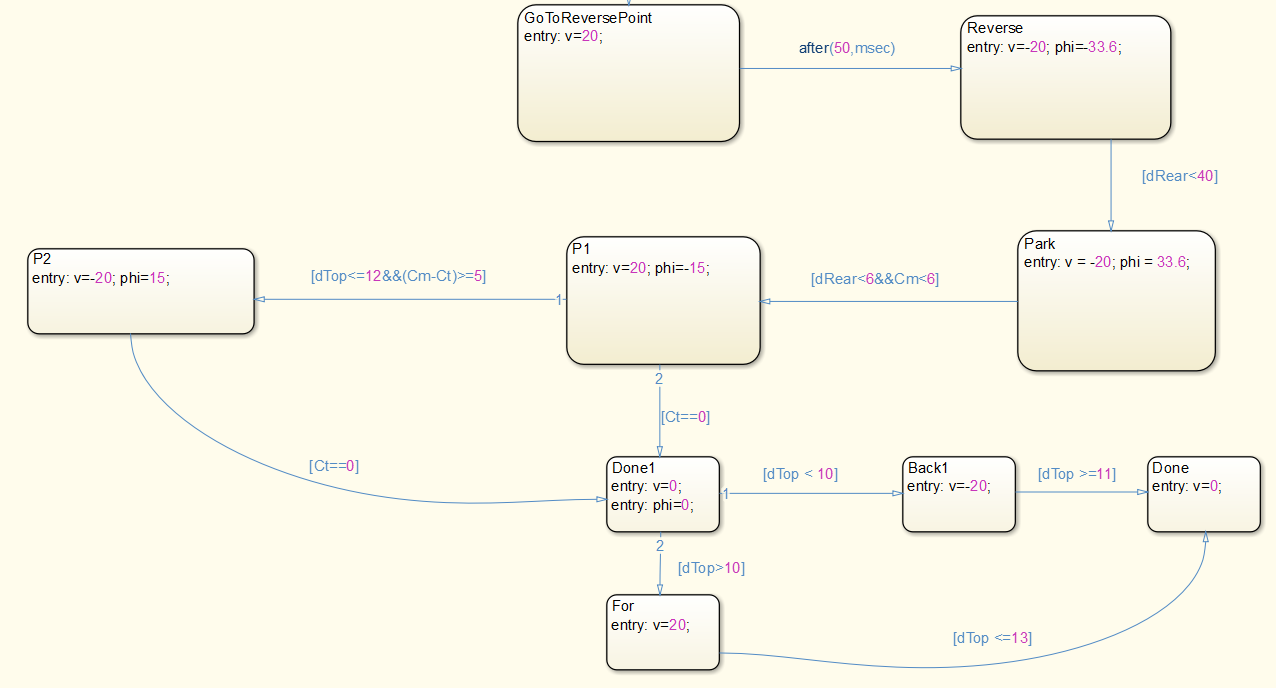 GoToReversePoint
entry: v=20;
after(50,msec)
Reverse
entry: v=-20; phi=-33.6;
[dRear<40]
Park
entry: v = -20; phi = 33.6;
[dRear<6&&Cm<6]
P1
entry: v=20; phi=-15;
1
[dTop<=12&&(Cm-Ct)>=5]
P2
entry: v=-20; phi=15;
2
[Ct==0]
[Ct==0]
Done1
entry: v=0;
entry: phi=0;
1
[dTop < 10]
Back1
entry: v=-20;
[dTop >=11]
Done
entry: v=0;
2
[dTop>10]
For
entry: v=20;
[dTop <=13]